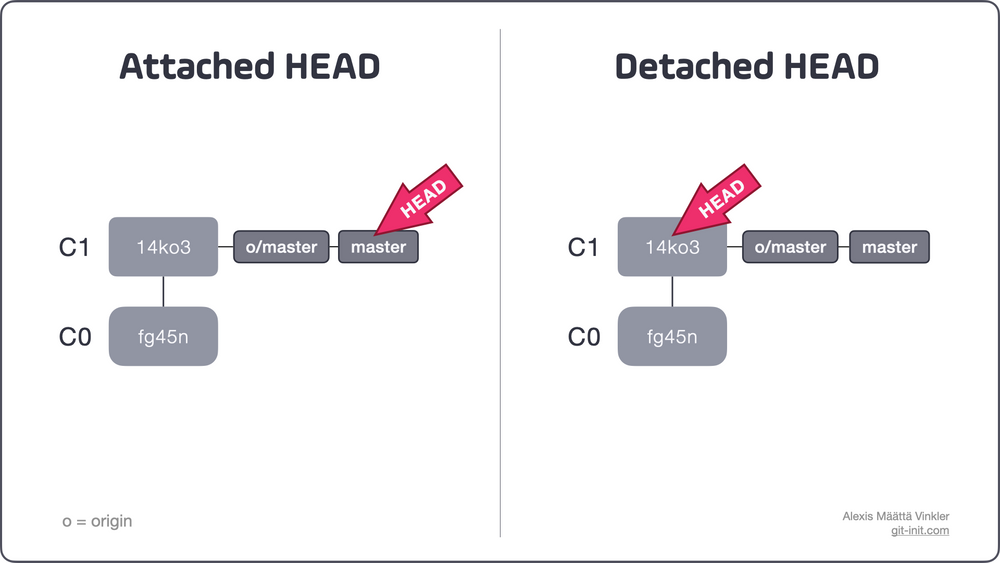 Attached HEAD
HEAD
C1
14ko3
o/master
master
C0
fg45n
o = origin
Detached HEAD
HEAD
C1
14ko3
o/master
master
C0
fg45n
Alexis Määttä Vinkler
git-init.com